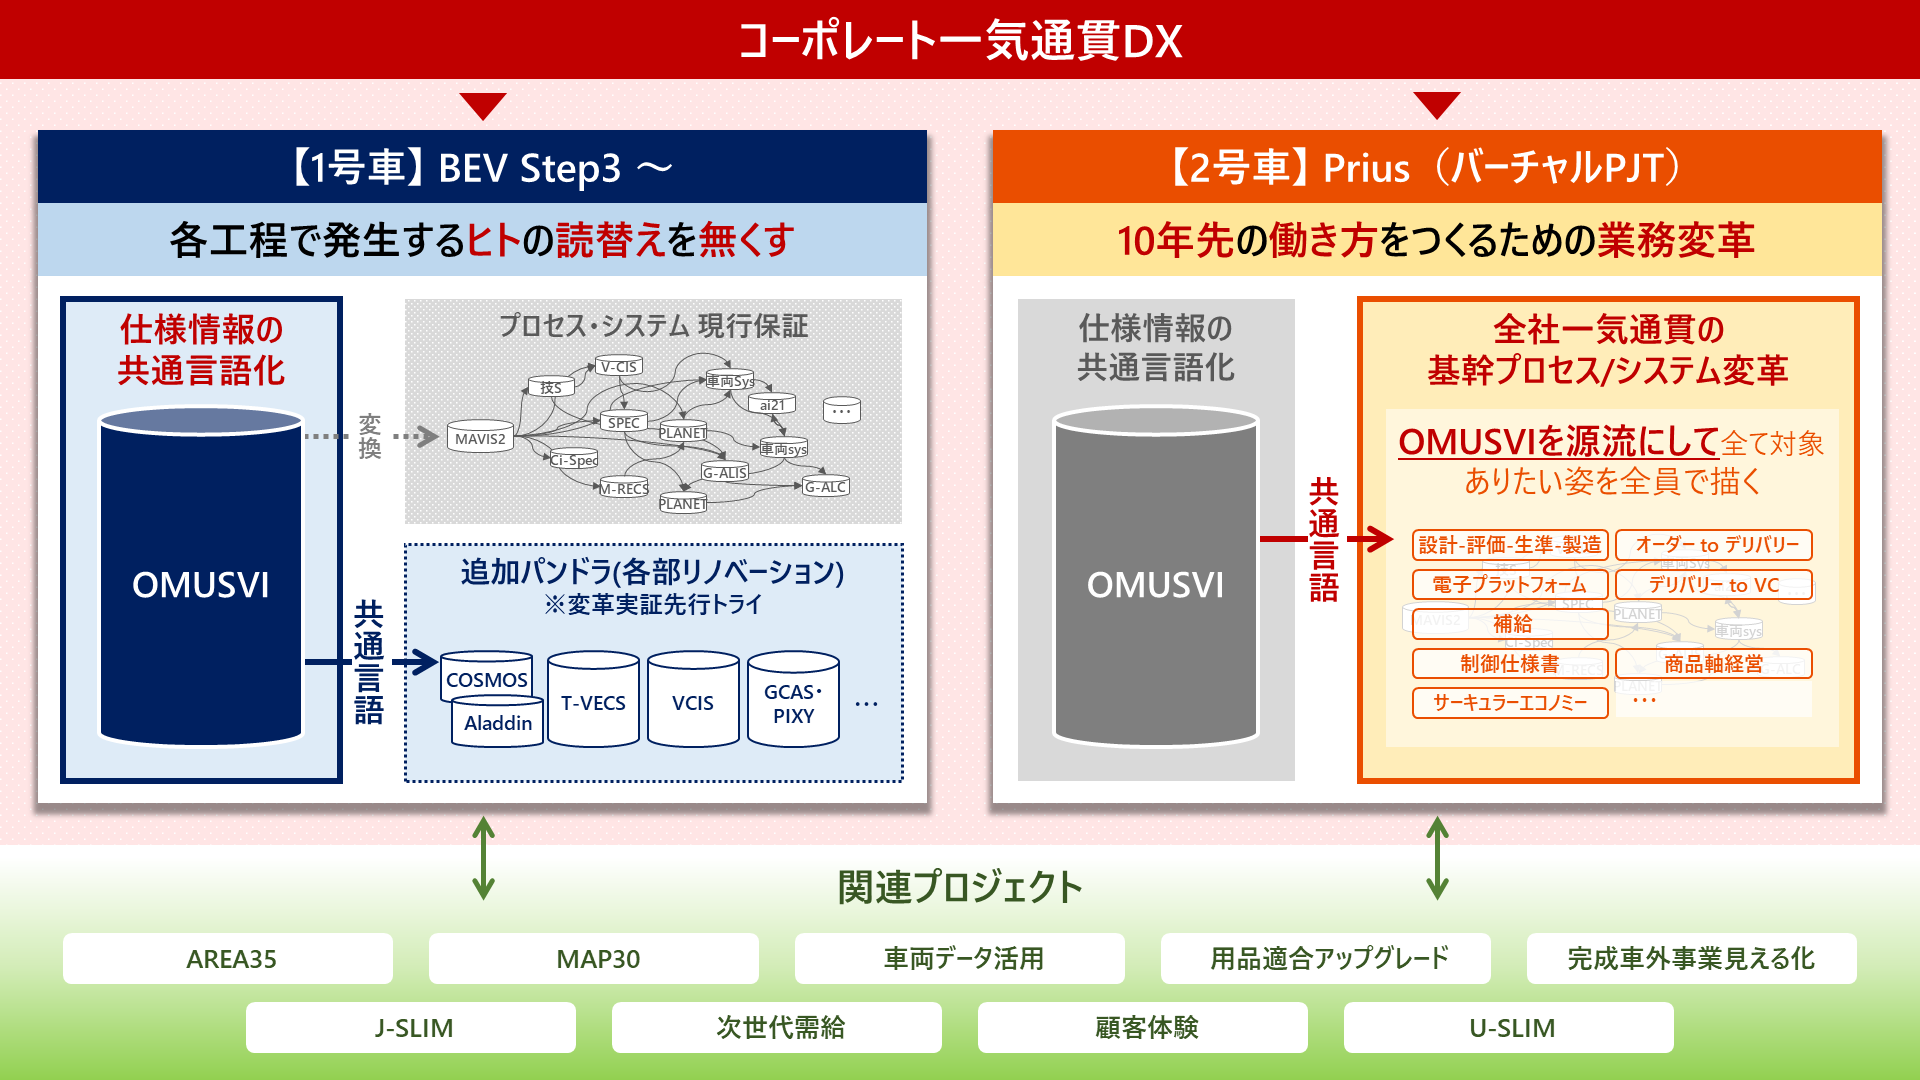 コーポレート一気通貫DX
【1号車】 BEV Step3 ～
各工程で発生するヒトの読替えを無くす
仕様情報の
共通言語化
OMUSVI
変換
共通言語
プロセス・システム 現行保証
MAVIS2
技S
V-CIS
SPEC
Ci-Spec
M-RECS
PLANET
PLANET
車両Sys
ai21
車両sys
G-ALIS
G-ALC
…
追加パンドラ(各部リノベーション)
※変革実証先行トライ
COSMOS
Aladdin
T-VECS
VCIS
GCAS・
PIXY
…
【2号車】 Prius（バーチャルPJT）
10年先の働き方をつくるための業務変革
仕様情報の
共通言語化
OMUSVI
共通言語
全社一気通貫の
基幹プロセス/システム変革
OMUSVIを源流にして全て対象
ありたい姿を全員で描く
設計-評価-生準-製造
オーダー to デリバリー
電子プラットフォーム
デリバリー to VC
補給
制御仕様書
商品軸経営
サーキュラーエコノミー
…
MAVIS2
SPEC
Ci-Spec
PLANET
車両sys
関連プロジェクト
AREA35
MAP30
車両データ活用
用品適合アップグレード
完成車外事業見える化
J-SLIM
次世代需給
顧客体験
U-SLIM